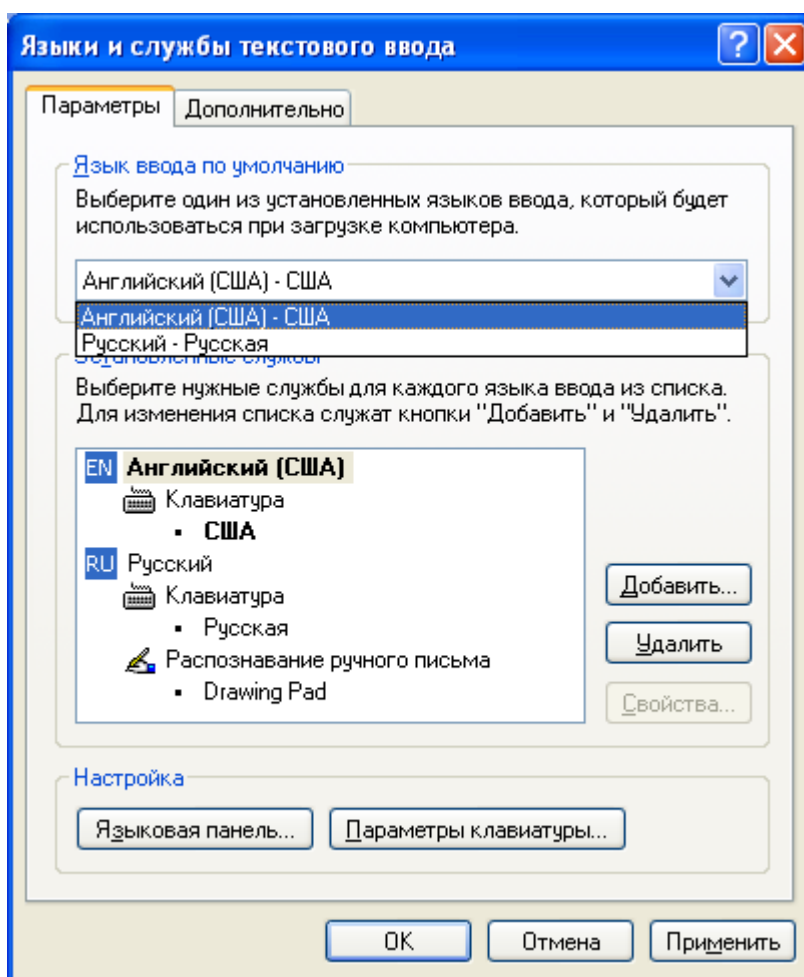 Языки и службы текстового ввода
Параметры
Дополнительно
Язык ввода по умолчанию
Выберите один из установленных языков ввода, который будет
использоваться при загрузке компьютера.
Английский (США) - США
Английский (США) - США
Русский - Русская
Установленные службы
Выберите нужные службы для каждого языка ввода из списка.
Для изменения списка служат кнопки "Добавить" и "Удалить".
EN Английский (США)
Клавиатура
▪ США
RU Русский
Клавиатура
▪ Русская
Распознавание ручного письма
▪ Drawing Pad
Добавить...
Удалить
Свойства...
Настройка
Языковая панель...
Параметры клавиатуры...
OK
Отмена
Применить